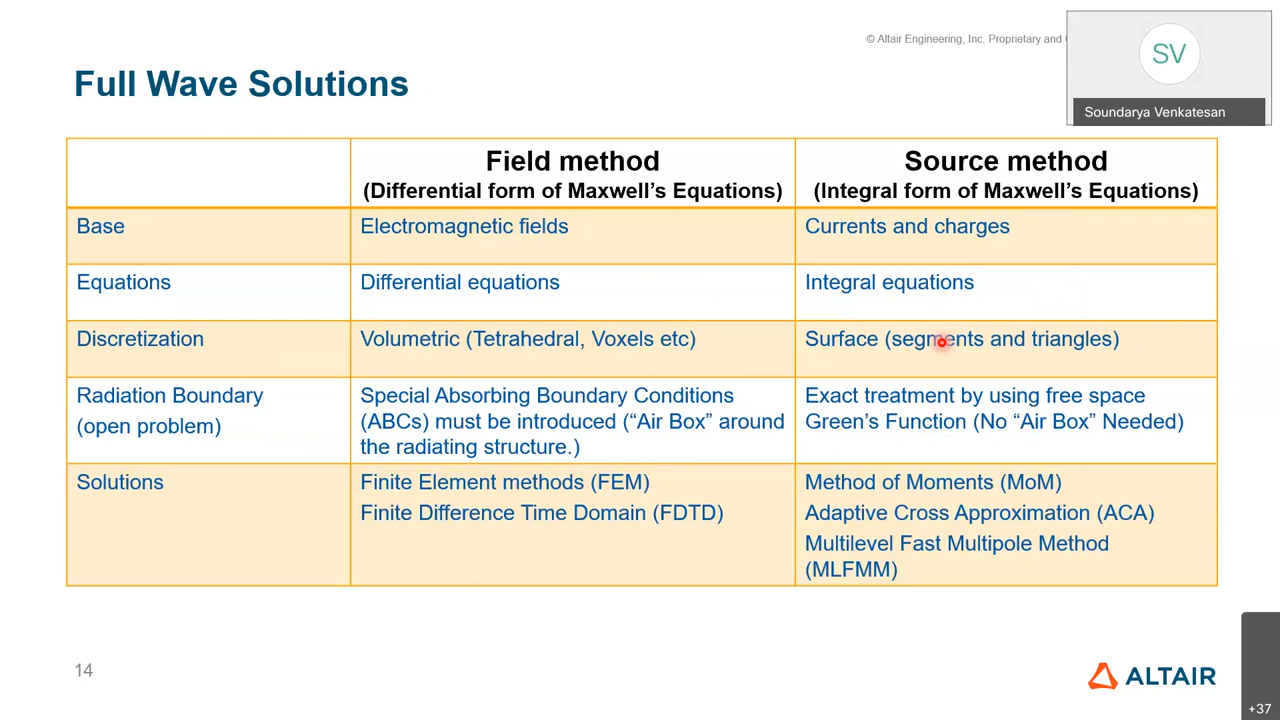 © Altair Engineering, Inc. Proprietary and
SV
Soundarya Venkatesan
Full Wave Solutions
Field method
(Differential form of Maxwell’s Equations)
Source method
(Integral form of Maxwell’s Equations)
Base
Electromagnetic fields
Currents and charges
Equations
Differential equations
Integral equations
Discretization
Volumetric (Tetrahedral, Voxels etc)
Surface (segments and triangles)
Radiation Boundary
(open problem)
Special Absorbing Boundary Conditions
(ABCs) must be introduced (“Air Box” around
the radiating structure.)
Exact treatment by using free space
Green’s Function (No “Air Box” Needed)
Solutions
Finite Element methods (FEM)
Finite Difference Time Domain (FDTD)
Method of Moments (MoM)
Adaptive Cross Approximation (ACA)
Multilevel Fast Multipole Method
(MLFMM)
14
ALTAIR
+37